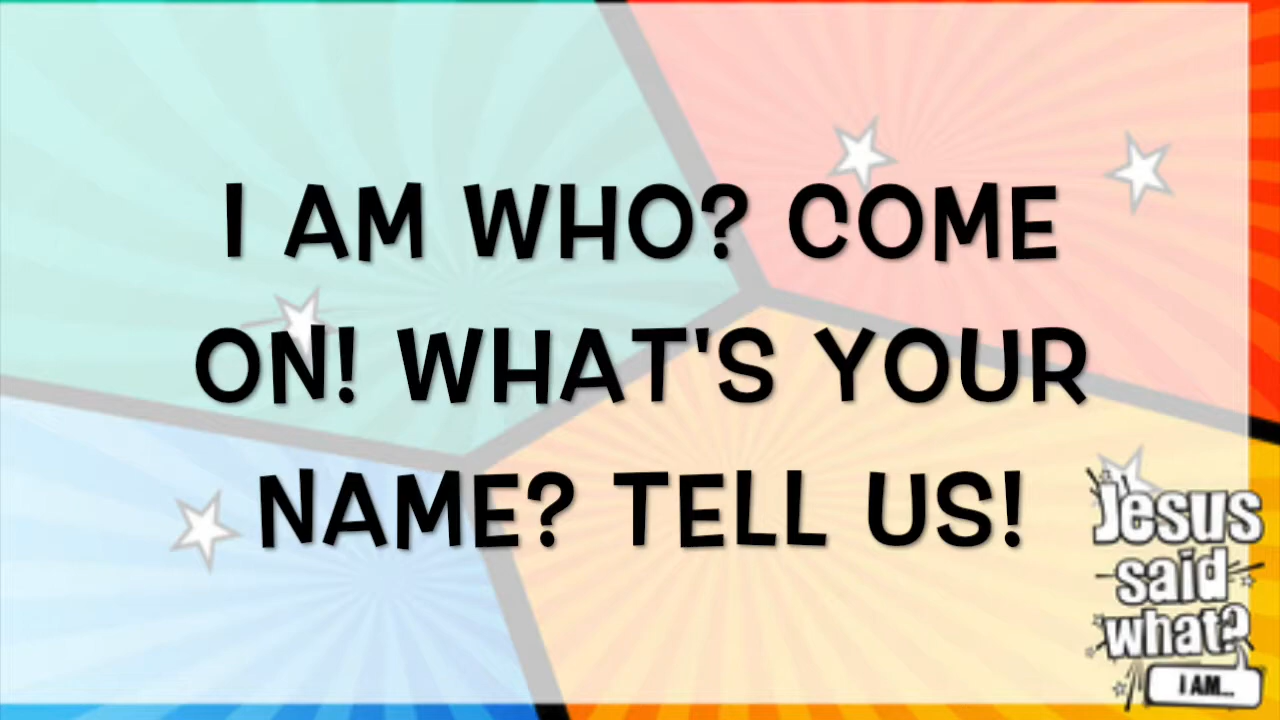 I AM WHO? COME
ON! WHAT'S YOUR
NAME? TELL US!
Jesus
said
what?
I AM...